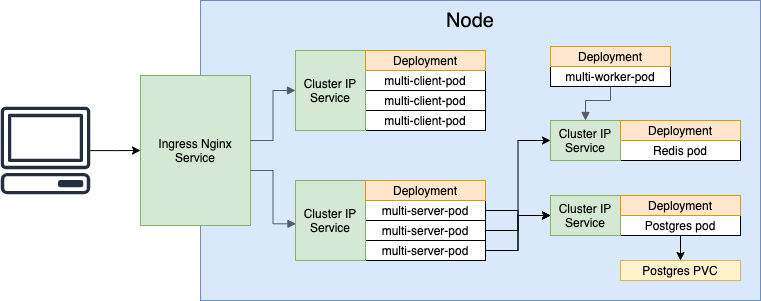 Node
Ingress Nginx
Service
Cluster IP
Service
Deployment
multi-client-pod
multi-client-pod
multi-client-pod
Cluster IP
Service
Deployment
multi-server-pod
multi-server-pod
multi-server-pod
Deployment
multi-worker-pod
Cluster IP
Service
Deployment
Redis pod
Cluster IP
Service
Deployment
Postgres pod
Postgres PVC